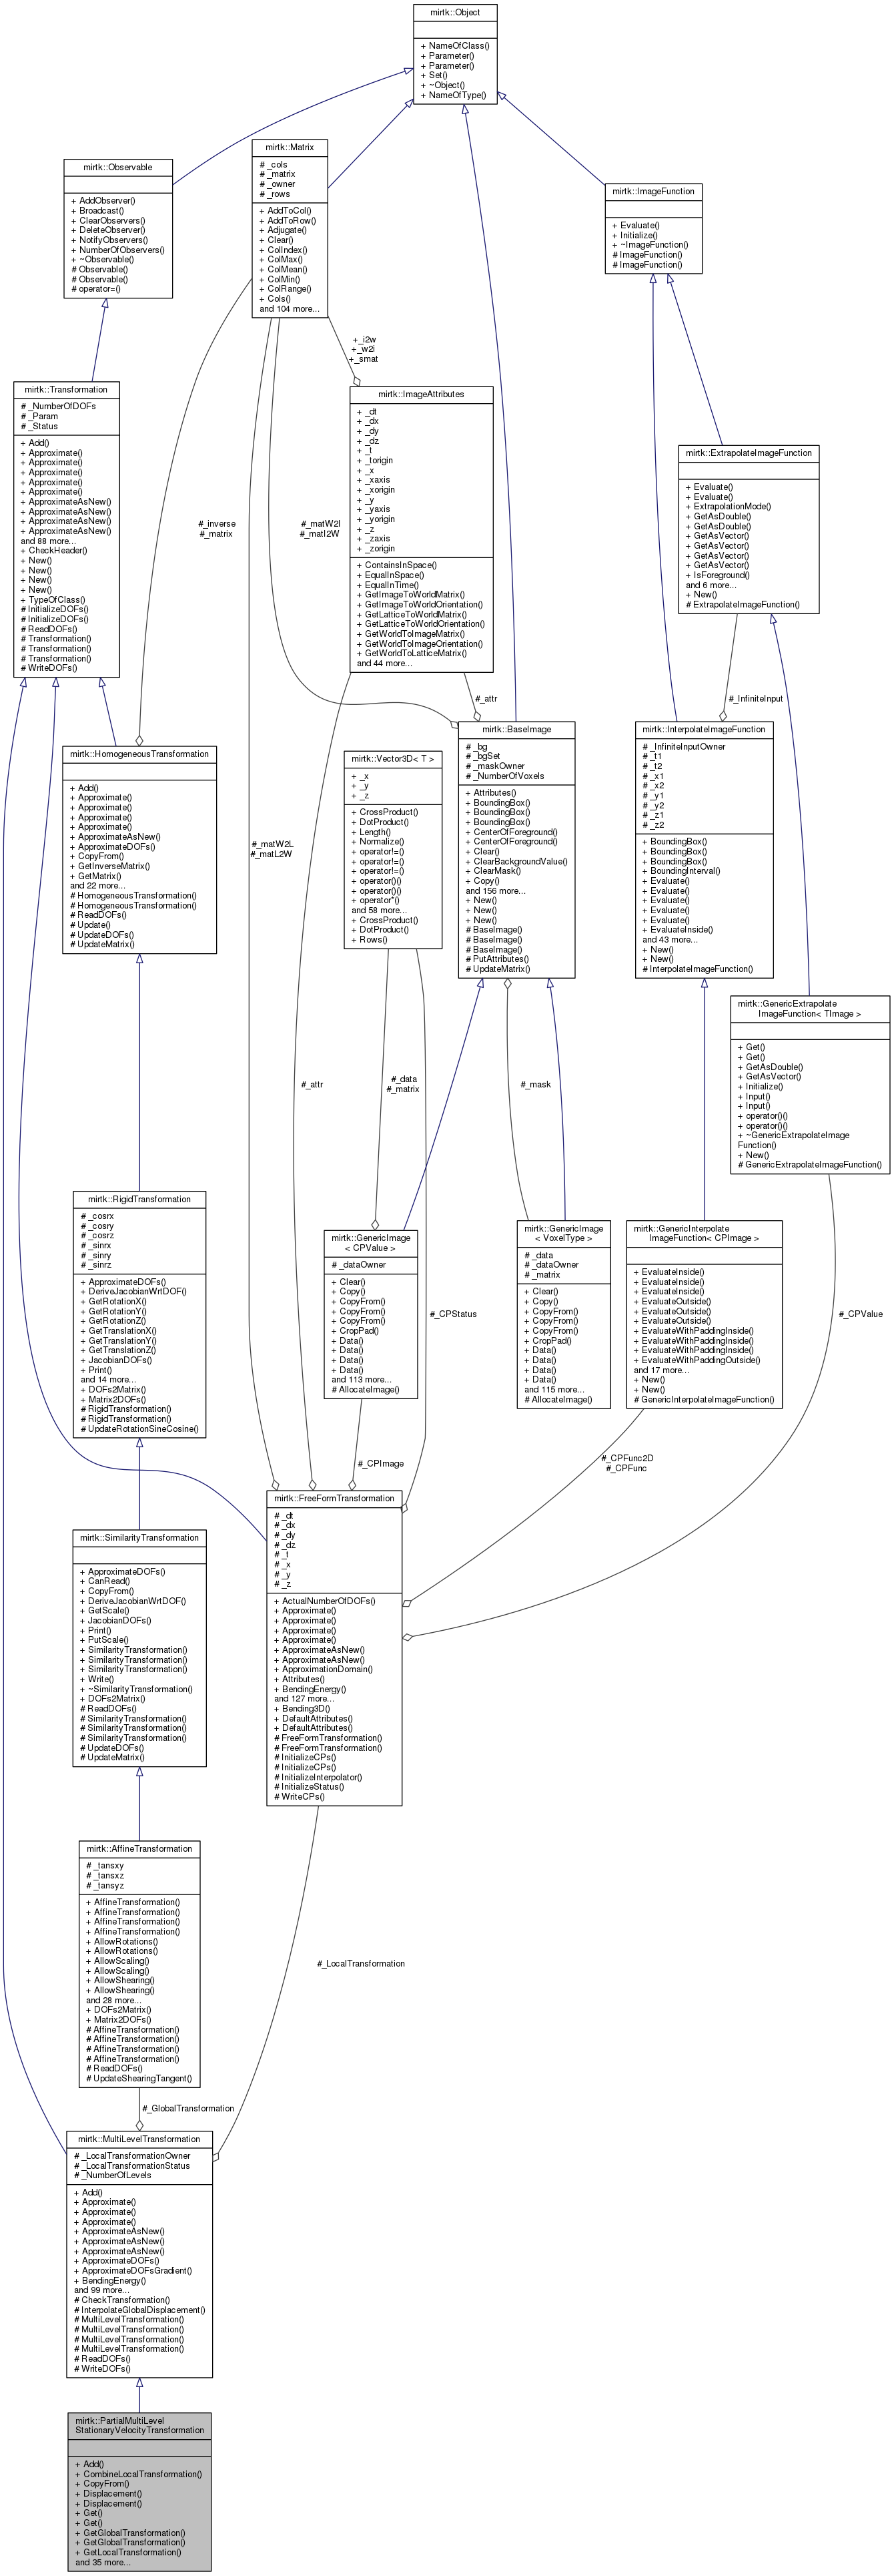 mirtk::Object
+ NameOfClass()
+ Parameter()
+ Parameter()
+ Set()
+ ~Object()
+ NameOfType()
mirtk::Matrix
# _cols
# _matrix
# _owner
# _rows
+ AddToCol()
+ AddToRow()
+ Adjugate()
+ Clear()
+ ColIndex()
+ ColMax()
+ ColMean()
+ ColMin()
+ ColRange()
+ Cols()
and 104 more...
mirtk::Observable
+ AddObserver()
+ Broadcast()
+ ClearObservers()
+ DeleteObserver()
+ NotifyObservers()
+ NumberOfObservers()
+ ~Observable()
# Observable()
# Observable()
# operator=()
mirtk::ImageFunction
+ Evaluate()
+ Initialize()
+ ~ImageFunction()
# ImageFunction()
# ImageFunction()
+_i2w
+_w2i
+_smat
mirtk::Transformation
# _NumberOfDOFs
# _Param
# _Status
+ Add()
+ Approximate()
+ Approximate()
+ Approximate()
+ Approximate()
+ Approximate()
+ ApproximateAsNew()
+ ApproximateAsNew()
+ ApproximateAsNew()
+ ApproximateAsNew()
and 88 more...
+ CheckHeader()
+ New()
+ New()
+ New()
+ New()
+ TypeOfClass()
# InitializeDOFs()
# InitializeDOFs()
# ReadDOFs()
# Transformation()
# Transformation()
# Transformation()
# WriteDOFs()
mirtk::ImageAttributes
+ _dt
+ _dx
+ _dy
+ _dz
+ _t
+ _torigin
+ _x
+ _xaxis
+ _xorigin
+ _y
+ _yaxis
+ _yorigin
+ _z
+ _zaxis
+ _zorigin
+ ContainsInSpace()
+ EqualInSpace()
+ EqualInTime()
+ GetImageToWorldMatrix()
+ GetImageToWorldOrientation()
+ GetLatticeToWorldMatrix()
+ GetLatticeToWorldOrientation()
+ GetWorldToImageMatrix()
+ GetWorldToImageOrientation()
+ GetWorldToLatticeMatrix()
and 44 more...
mirtk::ExtrapolateImageFunction
+ Evaluate()
+ Evaluate()
+ ExtrapolationMode()
+ GetAsDouble()
+ GetAsDouble()
+ GetAsVector()
+ GetAsVector()
+ GetAsVector()
+ GetAsVector()
+ IsForeground()
and 6 more...
+ New()
# ExtrapolateImageFunction()
#_inverse
#_matrix
#_matW2I
#_matI2W
#_attr
#_InfiniteInput
mirtk::HomogeneousTransformation
+ Add()
+ Approximate()
+ Approximate()
+ Approximate()
+ Approximate()
+ ApproximateAsNew()
+ ApproximateDOFs()
+ CopyFrom()
+ GetInverseMatrix()
+ GetMatrix()
and 22 more...
# HomogeneousTransformation()
# HomogeneousTransformation()
# ReadDOFs()
# Update()
# UpdateDOFs()
# UpdateMatrix()
#_matW2L
#_matL2W
mirtk::Vector3D< T >
+ _x
+ _y
+ _z
+ CrossProduct()
+ DotProduct()
+ Length()
+ Normalize()
+ operator!=()
+ operator!=()
+ operator!=()
+ operator()()
+ operator()()
+ operator*()
and 58 more...
+ CrossProduct()
+ DotProduct()
+ Rows()
mirtk::BaseImage
# _bg
# _bgSet
# _maskOwner
# _NumberOfVoxels
+ Attributes()
+ BoundingBox()
+ BoundingBox()
+ BoundingBox()
+ CenterOfForeground()
+ CenterOfForeground()
+ Clear()
+ ClearBackgroundValue()
+ ClearMask()
+ Copy()
and 156 more...
+ New()
+ New()
+ New()
# BaseImage()
# BaseImage()
# BaseImage()
# PutAttributes()
# UpdateMatrix()
mirtk::InterpolateImageFunction
# _InfiniteInputOwner
# _t1
# _t2
# _x1
# _x2
# _y1
# _y2
# _z1
# _z2
+ BoundingBox()
+ BoundingBox()
+ BoundingBox()
+ BoundingInterval()
+ Evaluate()
+ Evaluate()
+ Evaluate()
+ Evaluate()
+ Evaluate()
+ EvaluateInside()
and 43 more...
+ New()
+ New()
# InterpolateImageFunction()
mirtk::GenericExtrapolate
ImageFunction< TImage >
+ Get()
+ Get()
+ GetAsDouble()
+ GetAsVector()
+ Initialize()
+ Input()
+ Input()
+ operator()()
+ operator()()
+ ~GenericExtrapolateImage
Function()
+ New()
# GenericExtrapolateImageFunction()
#_attr
#_data
#_matrix
#_mask
mirtk::RigidTransformation
# _cosrx
# _cosry
# _cosrz
# _sinrx
# _sinry
# _sinrz
+ ApproximateDOFs()
+ DeriveJacobianWrtDOF()
+ GetRotationX()
+ GetRotationY()
+ GetRotationZ()
+ GetTranslationX()
+ GetTranslationY()
+ GetTranslationZ()
+ JacobianDOFs()
+ Print()
and 14 more...
+ DOFs2Matrix()
+ Matrix2DOFs()
# RigidTransformation()
# RigidTransformation()
# UpdateRotationSineCosine()
mirtk::GenericImage
< CPValue >
# _dataOwner
+ Clear()
+ Copy()
+ CopyFrom()
+ CopyFrom()
+ CopyFrom()
+ CropPad()
+ Data()
+ Data()
+ Data()
+ Data()
and 113 more...
# AllocateImage()
#_CPStatus
mirtk::GenericImage
< VoxelType >
# _data
# _dataOwner
# _matrix
+ Clear()
+ Copy()
+ CopyFrom()
+ CopyFrom()
+ CopyFrom()
+ CropPad()
+ Data()
+ Data()
+ Data()
+ Data()
and 115 more...
# AllocateImage()
mirtk::GenericInterpolate
ImageFunction< CPImage >
+ EvaluateInside()
+ EvaluateInside()
+ EvaluateInside()
+ EvaluateOutside()
+ EvaluateOutside()
+ EvaluateOutside()
+ EvaluateWithPaddingInside()
+ EvaluateWithPaddingInside()
+ EvaluateWithPaddingInside()
+ EvaluateWithPaddingOutside()
and 17 more...
+ New()
+ New()
# GenericInterpolateImageFunction()
#_CPValue
#_CPImage
#_CPFunc2D
#_CPFunc
mirtk::FreeFormTransformation
# _dt
# _dx
# _dy
# _dz
# _t
# _x
# _y
# _z
+ ActualNumberOfDOFs()
+ Approximate()
+ Approximate()
+ Approximate()
+ Approximate()
+ ApproximateAsNew()
+ ApproximateAsNew()
+ ApproximationDomain()
+ Attributes()
+ BendingEnergy()
and 127 more...
+ Bending3D()
+ DefaultAttributes()
+ DefaultAttributes()
# FreeFormTransformation()
# FreeFormTransformation()
# InitializeCPs()
# InitializeCPs()
# InitializeInterpolator()
# InitializeStatus()
# WriteCPs()
mirtk::SimilarityTransformation
+ ApproximateDOFs()
+ CanRead()
+ CopyFrom()
+ DeriveJacobianWrtDOF()
+ GetScale()
+ JacobianDOFs()
+ Print()
+ PutScale()
+ SimilarityTransformation()
+ SimilarityTransformation()
+ SimilarityTransformation()
+ Write()
+ ~SimilarityTransformation()
+ DOFs2Matrix()
# ReadDOFs()
# SimilarityTransformation()
# SimilarityTransformation()
# SimilarityTransformation()
# UpdateDOFs()
# UpdateMatrix()
mirtk::AffineTransformation
# _tansxy
# _tansxz
# _tansyz
+ AffineTransformation()
+ AffineTransformation()
+ AffineTransformation()
+ AffineTransformation()
+ AllowRotations()
+ AllowRotations()
+ AllowScaling()
+ AllowScaling()
+ AllowShearing()
+ AllowShearing()
and 28 more...
+ DOFs2Matrix()
+ Matrix2DOFs()
# AffineTransformation()
# AffineTransformation()
# AffineTransformation()
# AffineTransformation()
# ReadDOFs()
# UpdateShearingTangent()
#_LocalTransformation
#_GlobalTransformation
mirtk::MultiLevelTransformation
# _LocalTransformationOwner
# _LocalTransformationStatus
# _NumberOfLevels
+ Add()
+ Approximate()
+ Approximate()
+ Approximate()
+ ApproximateAsNew()
+ ApproximateAsNew()
+ ApproximateAsNew()
+ ApproximateDOFs()
+ ApproximateDOFsGradient()
+ BendingEnergy()
and 99 more...
# CheckTransformation()
# InterpolateGlobalDisplacement()
# MultiLevelTransformation()
# MultiLevelTransformation()
# MultiLevelTransformation()
# MultiLevelTransformation()
# ReadDOFs()
# WriteDOFs()
mirtk::PartialMultiLevel
StationaryVelocityTransformation
+ Add()
+ CombineLocalTransformation()
+ CopyFrom()
+ Displacement()
+ Displacement()
+ Get()
+ Get()
+ GetGlobalTransformation()
+ GetGlobalTransformation()
+ GetLocalTransformation()
and 35 more...